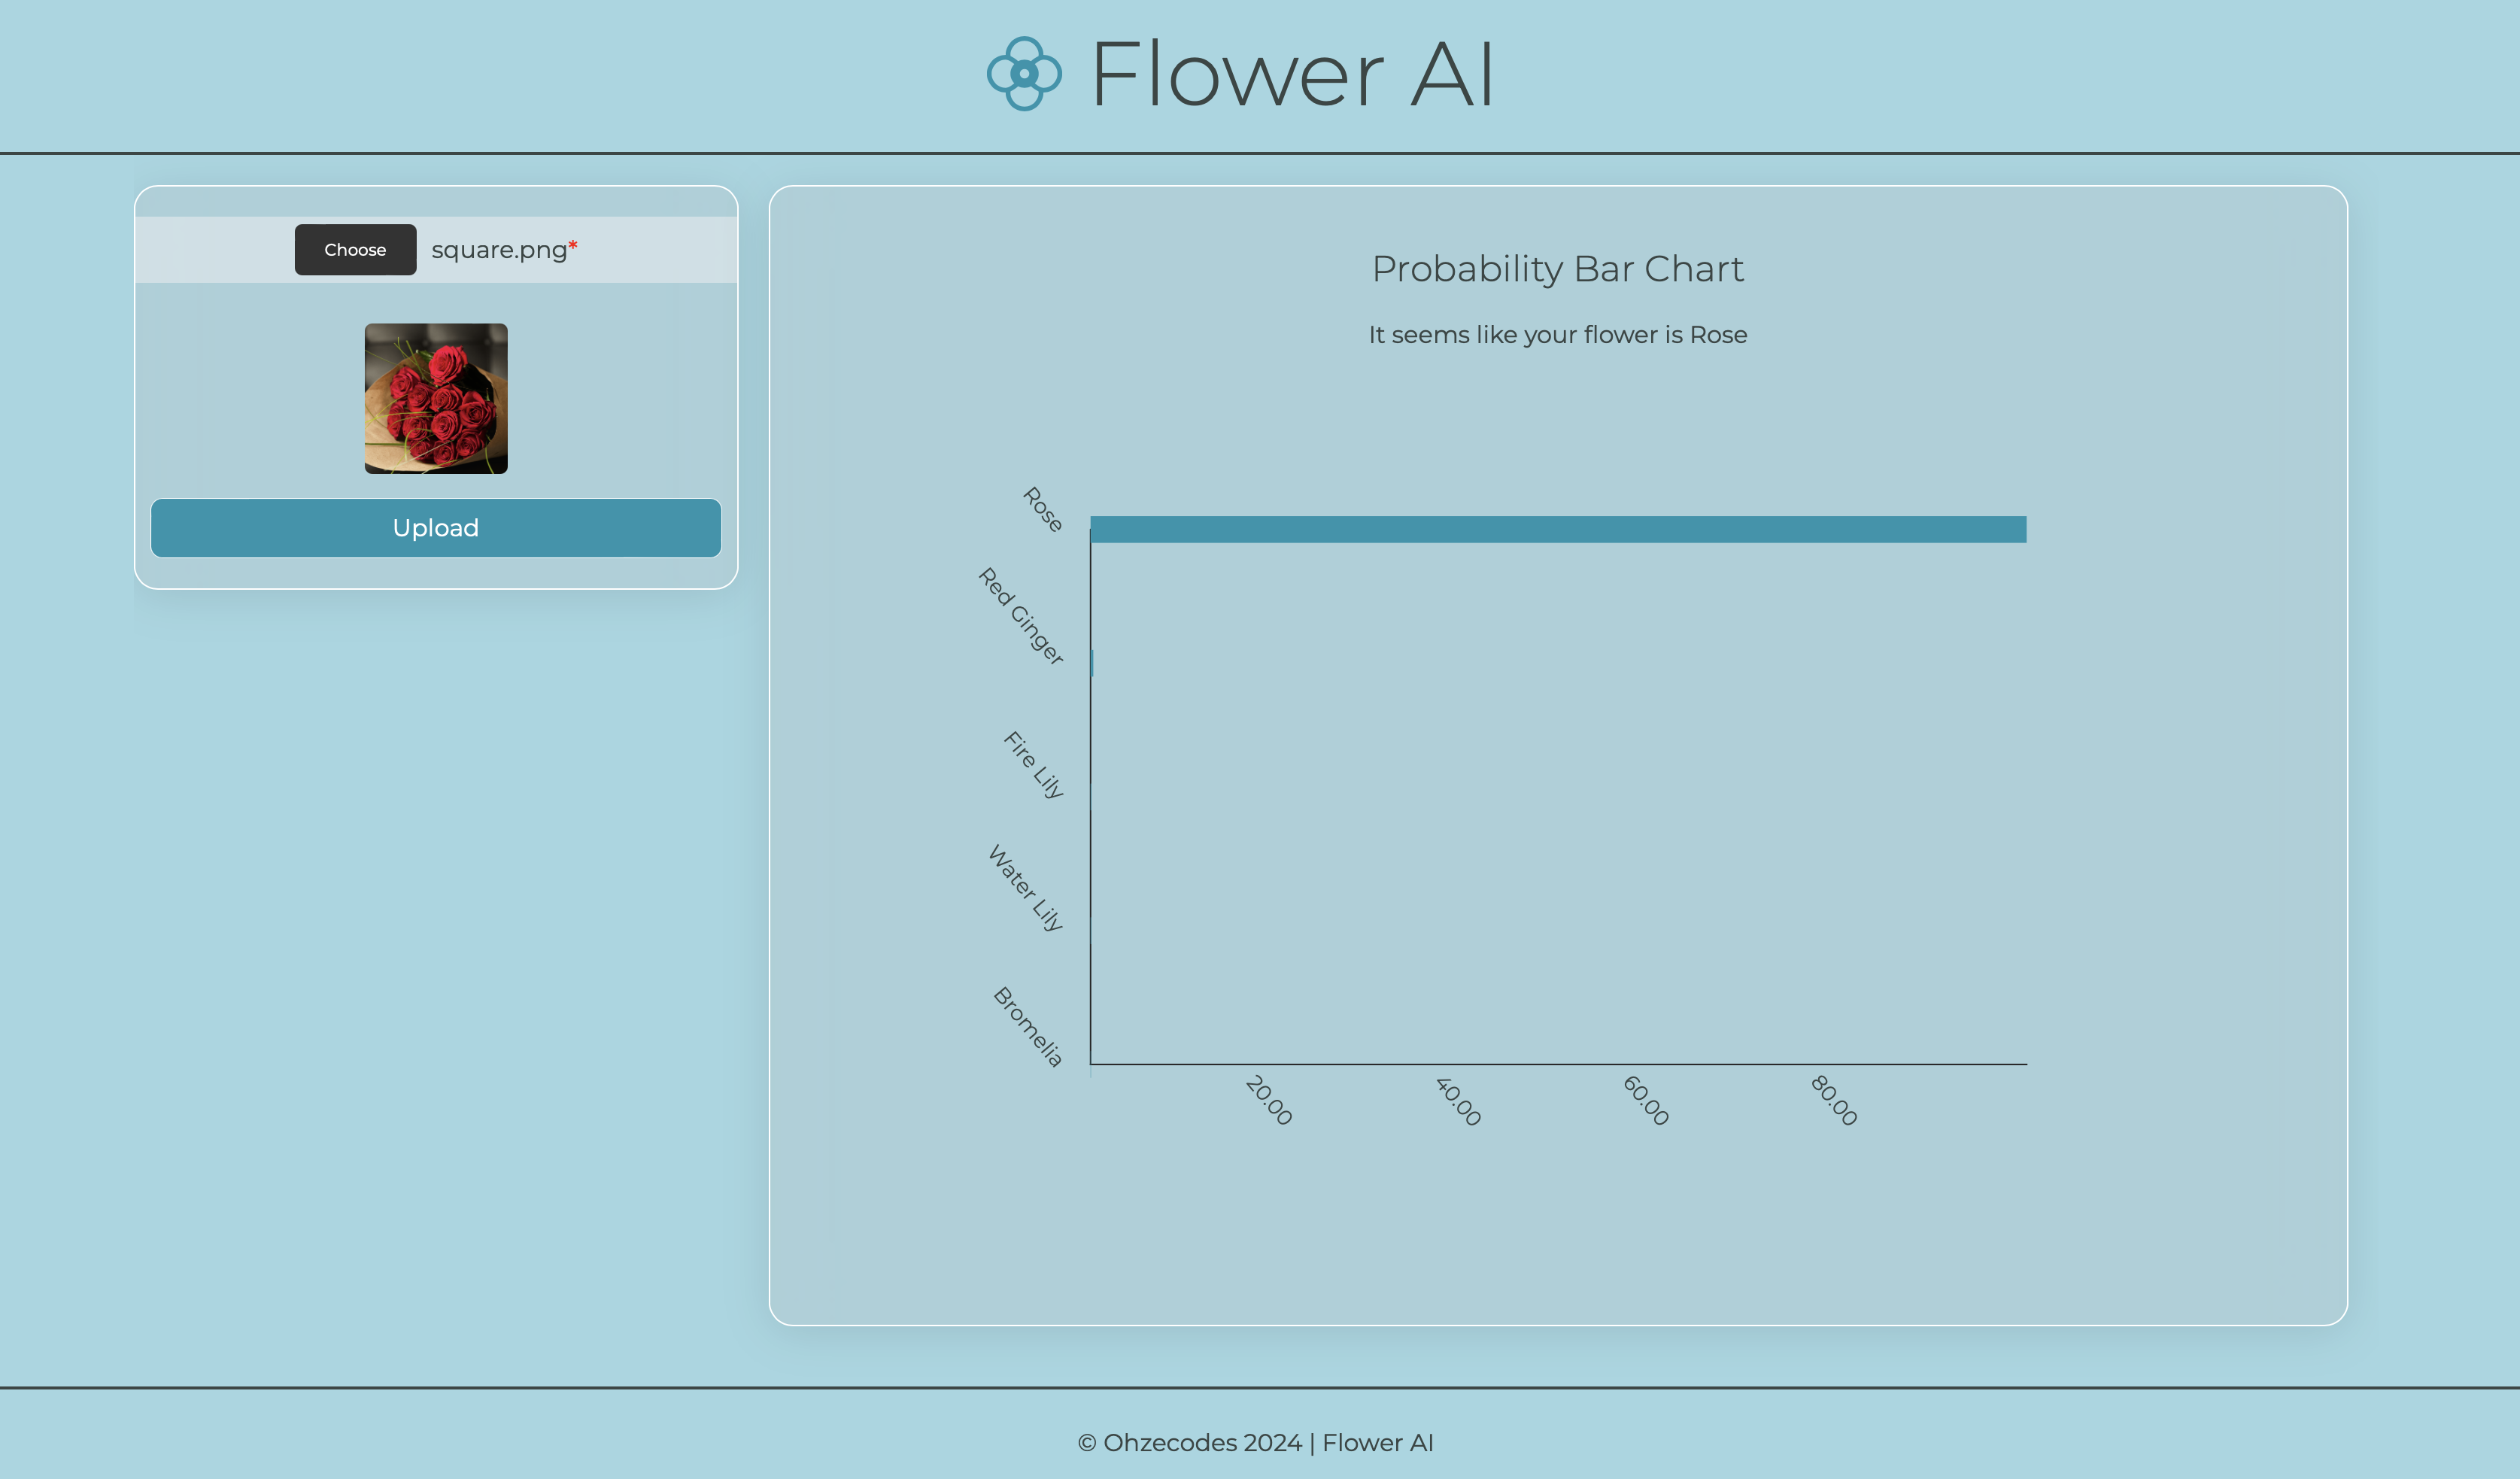 Flower AI
Choose square.png*
Upload
Probability Bar Chart
It seems like your flower is Rose
Rose
Red Ginger
Fire Lily
Water Lily
Bromelia
20.00 40.00 60.00 80.00
© Ohzecodes 2024 | Flower AI